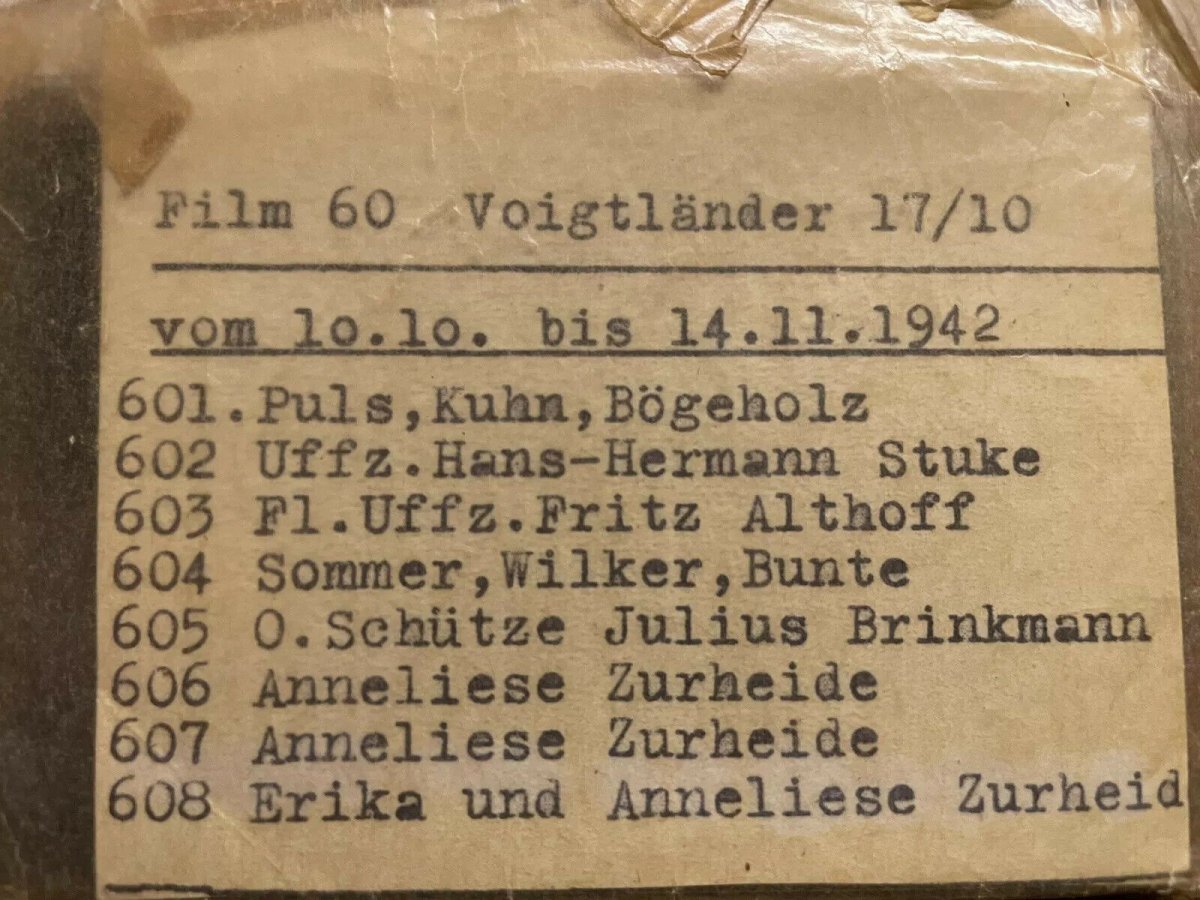 Film 60 Voigtländer 17/10
vom lo.lo. bis 14.11.1942
601.Puls,Kuhn,Bögeholz
602 Uffz.Hans-Hermann Stuke
603 Fl.Uffz.Fritz Althoff
604 Sommer,Wilker,Bunte
605 O.Schütze Julius Brinkmann
606 Anneliese Zurheide
607 Anneliese Zurheide
608 Erika und Anneliese Zurheid